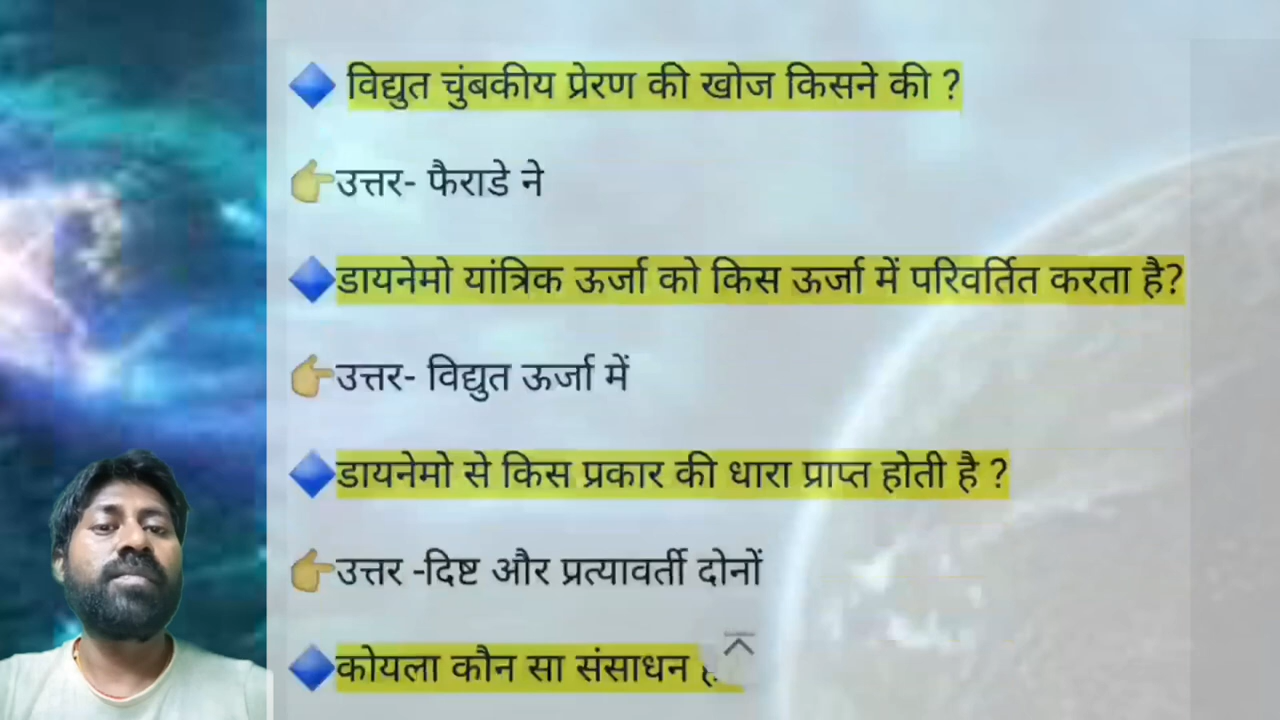 विद्युत चुंबकीय प्रेरण की खोज किसने की ?
उत्तर- फैराडे ने
डायनेमो यांत्रिक ऊर्जा को किस ऊर्जा में परिवर्तित करता है?
उत्तर- विद्युत ऊर्जा में
डायनेमो से किस प्रकार की धारा प्राप्त होती है ?
उत्तर -दिष्ट और प्रत्यावर्ती दोनों
कोयला कौन सा संसाधन